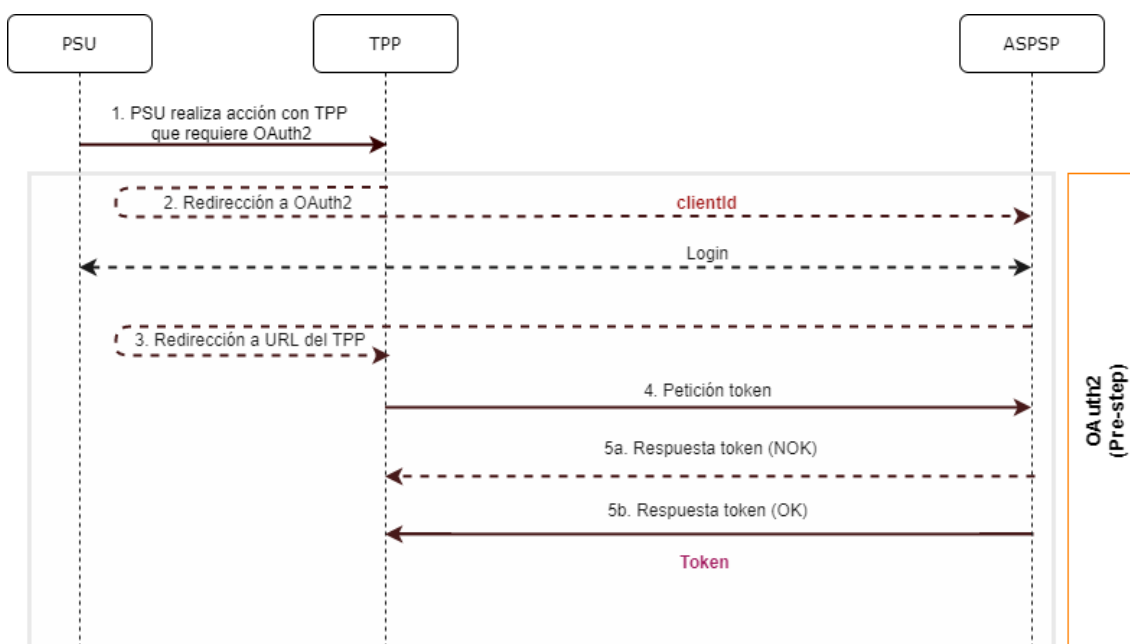 PSU
TPP
ASPSP
1. PSU realiza acción con TPP
que requiere OAuth2
2. Redirección a OAuth2
clientId
Login
3. Redirección a URL del TPP
4. Petición token
5a. Respuesta token (NOK)
5b. Respuesta token (OK)
Token
OAuth2
(Pre-step)